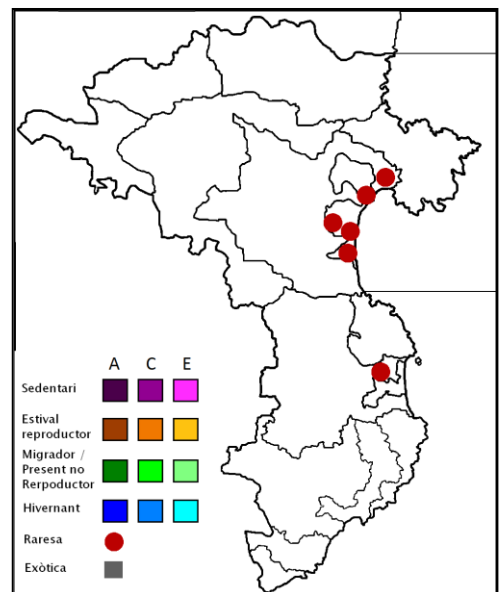 A C E
Sedentari
Estival
reproductor
Migrador /
Present no
Rerpoductor
Hivernant
Raresa
Exòtica